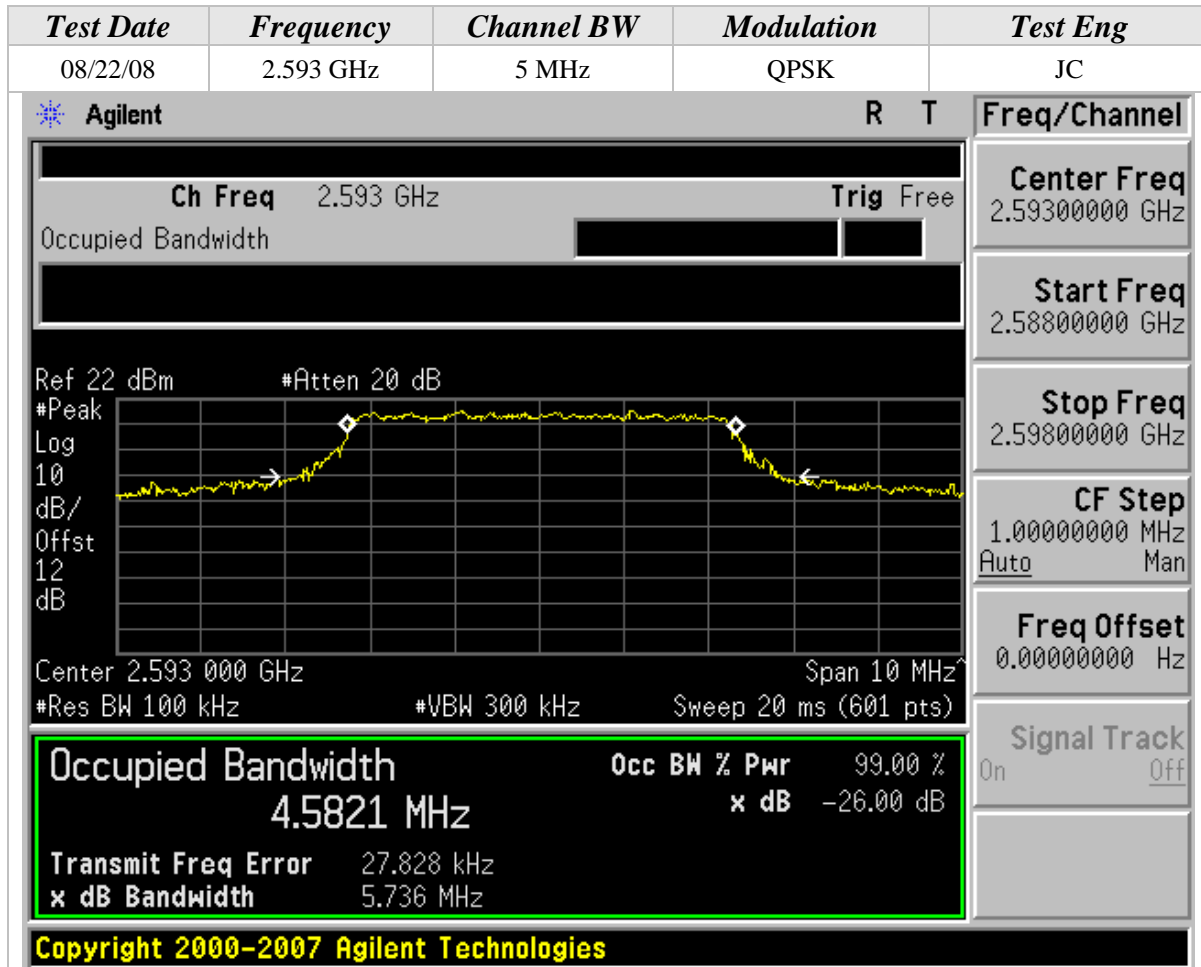 Test Date Frequency Channel BW Modulation Test Eng
08/22/08 2.593 GHz 5 MHz QPSK JC
Agilent R T Freq/Channel
Ch Freq 2.593 GHz Trig Free
Occupied Bandwidth
Center Freq
2.59300000 GHz
Start Freq
2.58800000 GHz
Stop Freq
2.59800000 GHz
CF Step
1.00000000 MHz
Auto Man
Freq Offset
0.00000000 Hz
Signal Track
On Off
Ref 22 dBm #Atten 20 dB
#Peak
Log
10
dB/
Offst
12
dB
Center 2.593 000 GHz Span 10 MHz^
#Res BW 100 kHz #VBW 300 kHz Sweep 20 ms (601 pts)
Occupied Bandwidth Occ BW % Pwr 99.00 %
4.5821 MHz x dB -26.00 dB
Transmit Freq Error 27.828 kHz
x dB Bandwidth 5.736 MHz
Copyright 2000-2007 Agilent Technologies